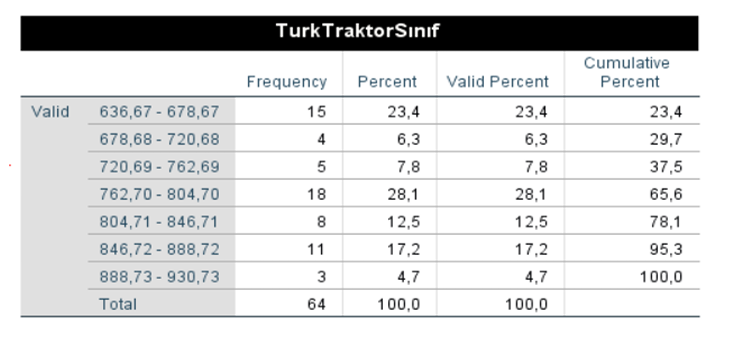 TurkTraktorSınıf
Frequency Percent Valid Percent Cumulative Percent
Valid 636,67 - 678,67 15 23,4 23,4 23,4
678,68 - 720,68 4 6,3 6,3 29,7
720,69 - 762,69 5 7,8 7,8 37,5
762,70 - 804,70 18 28,1 28,1 65,6
804,71 - 846,71 8 12,5 12,5 78,1
846,72 - 888,72 11 17,2 17,2 95,3
888,73 - 930,73 3 4,7 4,7 100,0
Total 64 100,0 100,0